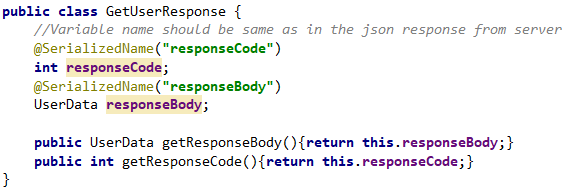 public class GetUserResponse {
    //Variable name should be same as in the json response from server
    @SerializedName("responseCode")
    int responseCode;
    @SerializedName("responseBody")
    UserData responseBody;

    public UserData getResponseBody(){return this.responseBody;}
    public int getResponseCode(){return this.responseCode;}
}